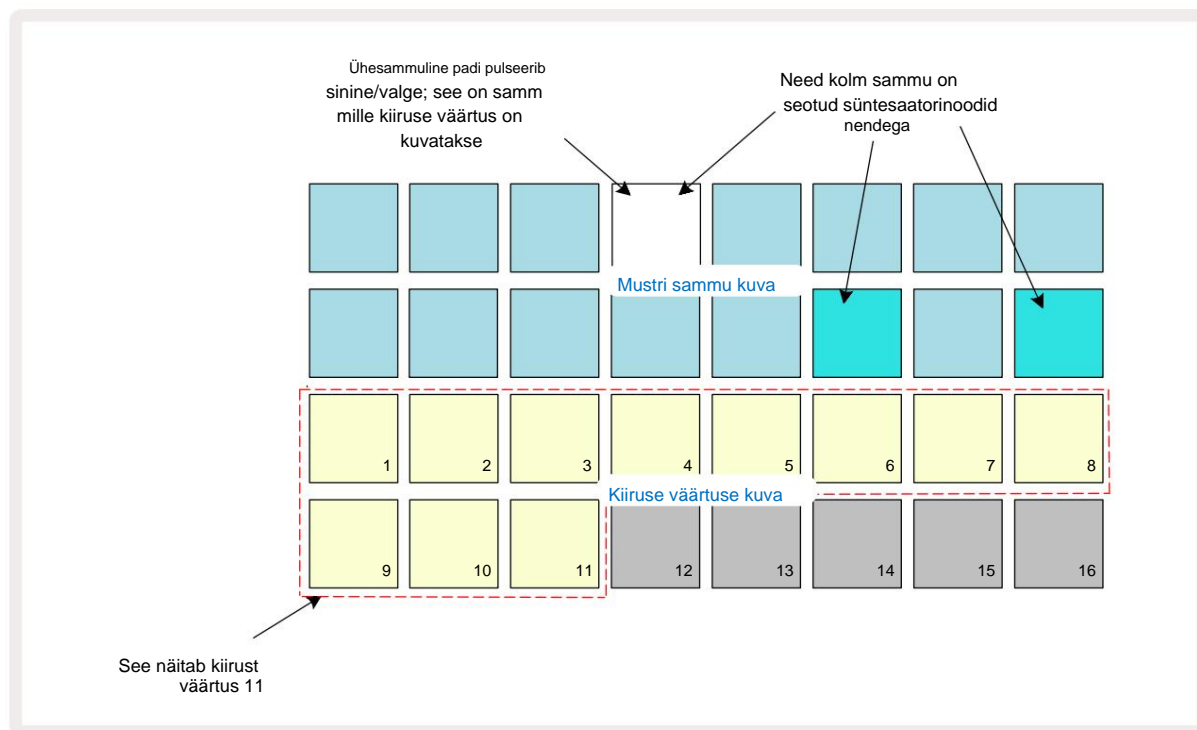 Ühesammuline padi pulseerib
sinine/valge; see on samm
mille kiiruse väärtus on
kuvatakse
Need kolm sammu on
seotud süntesaatorinoodid
nendega
Mustri sammu kuva
1 2 3 4 5 6 7 8
Kiiruse väärtuse kuva
9 10 11 12 13 14 15 16
See näitab kiirust
väärtus 11